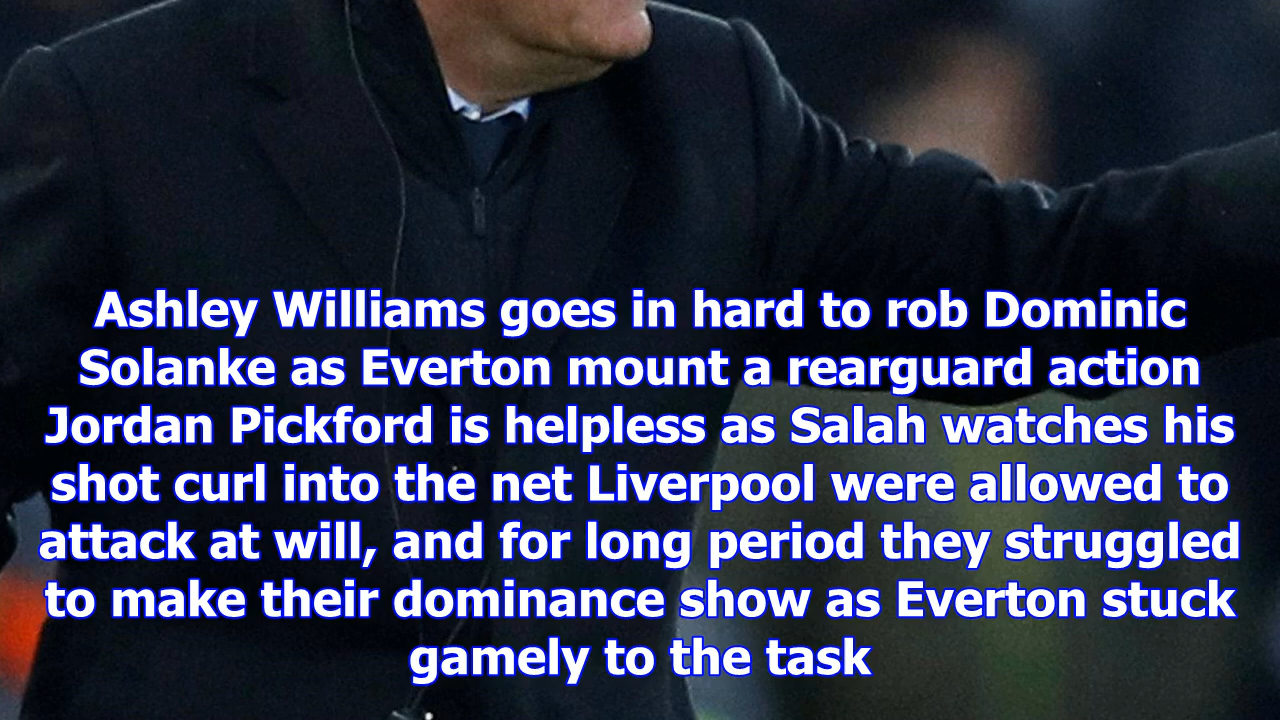 Ashley Williams goes in hard to rob Dominic
Solanke as Everton mount a rearguard action
Jordan Pickford is helpless as Salah watches his
shot curl into the net Liverpool were allowed to
attack at will, and for long period they struggled
to make their dominance show as Everton stuck
gamely to the task